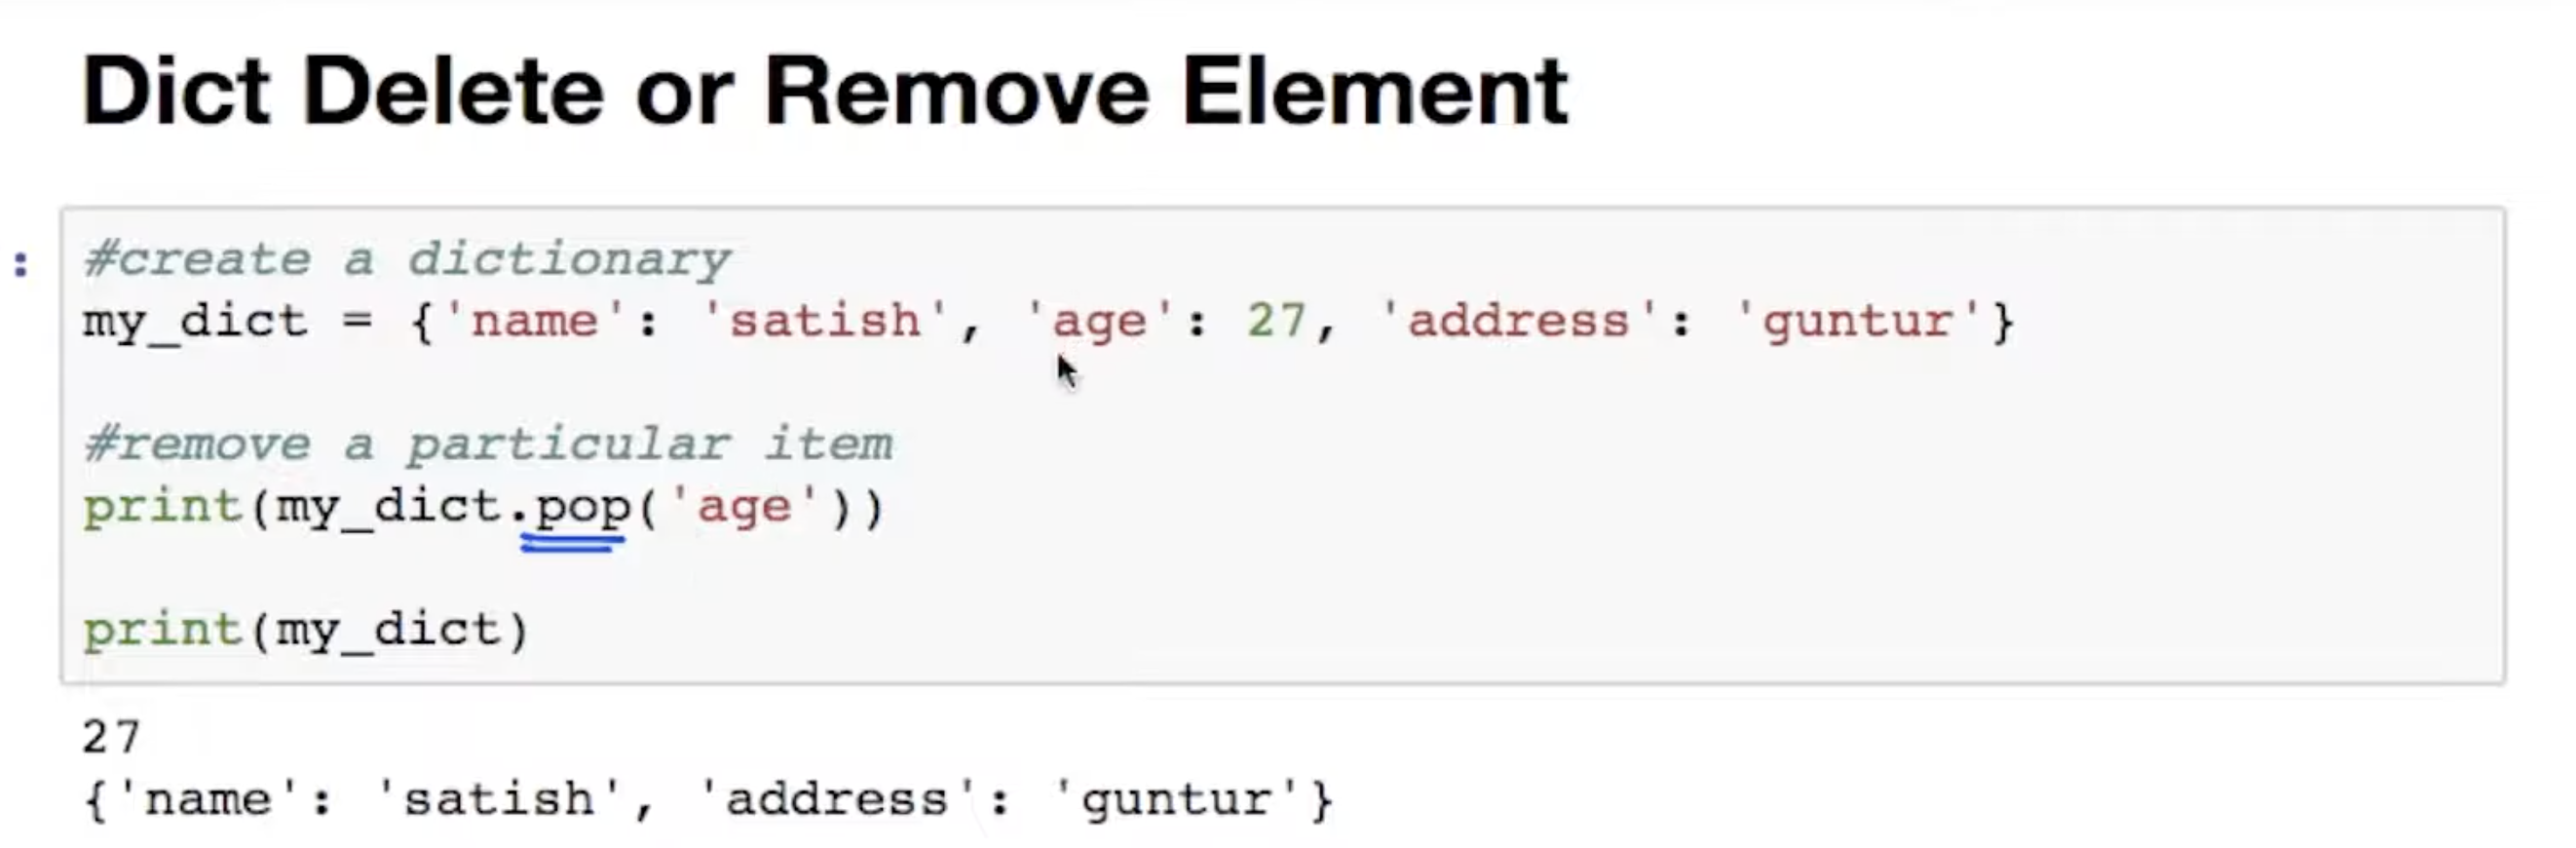 Dict Delete or Remove Element
:
#create a dictionary
my_dict = {'name': 'satish', 'age': 27, 'address': 'guntur'}
#remove a particular item
print(my_dict.pop('age'))
print(my_dict)
27
{'name': 'satish', 'address': 'guntur'}